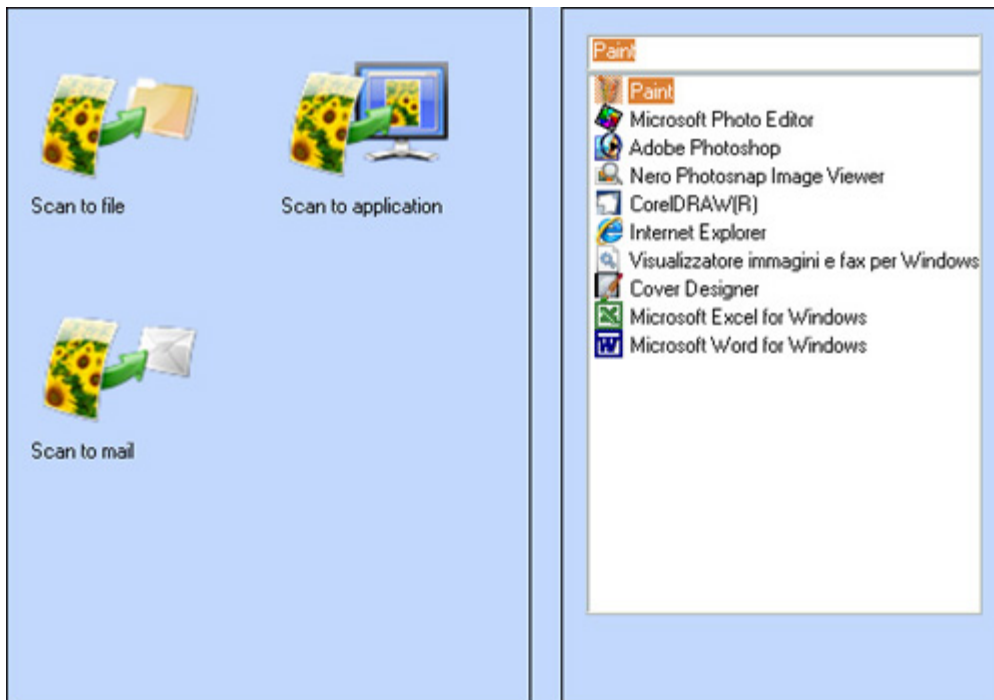 Scan to file
Scan to application
Scan to mail
Paint
Paint
Microsoft Photo Editor
Adobe Photoshop
Nero Photosnap Image Viewer
CorelDRAW(R)
Internet Explorer
Visualizzatore immagini e fax per Windows
Cover Designer
Microsoft Excel for Windows
Microsoft Word for Windows